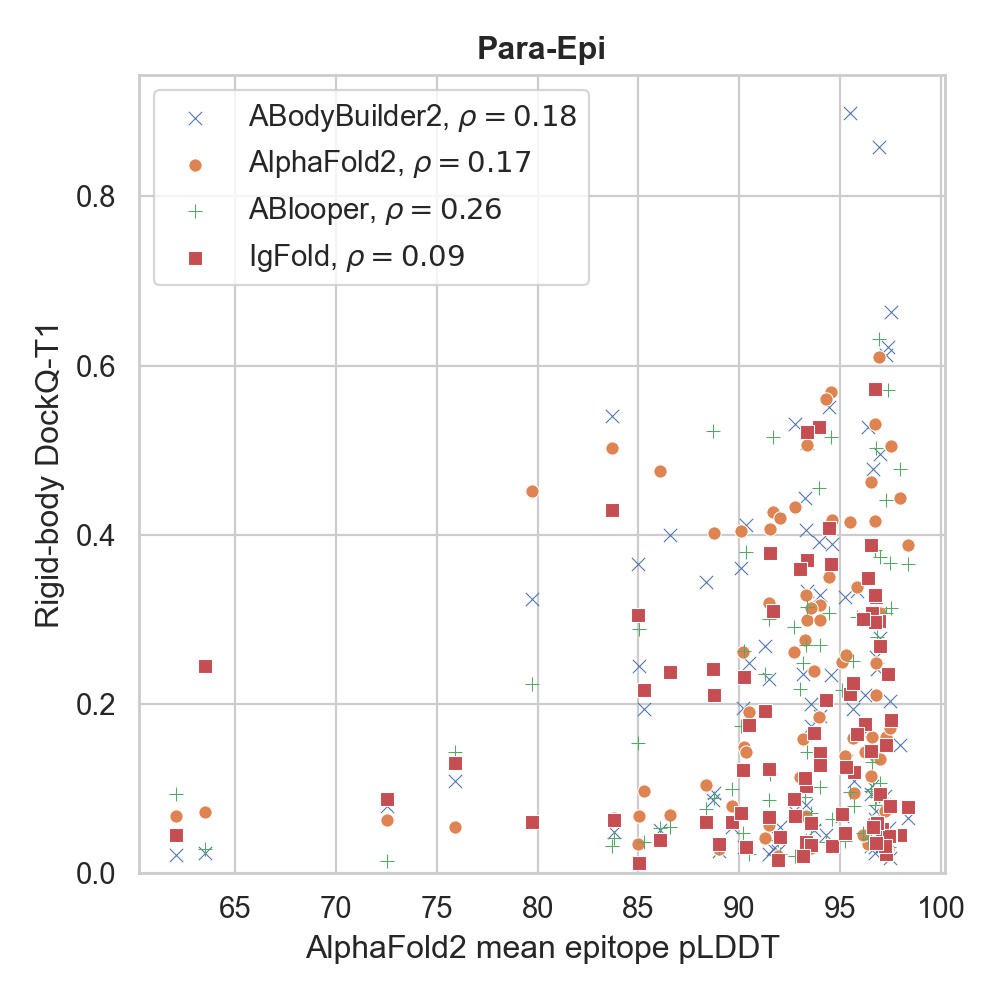 Para-Epi
ABodyBuilder2, ρ = 0.18
AlphaFold2, ρ = 0.17
ABlooper, ρ = 0.26
IgFold, ρ = 0.09
Rigid-body DockQ-T1
0.8
0.6
0.4
0.2
0.0
65 70 75 80 85 90 95 100
AlphaFold2 mean epitope pLDDT